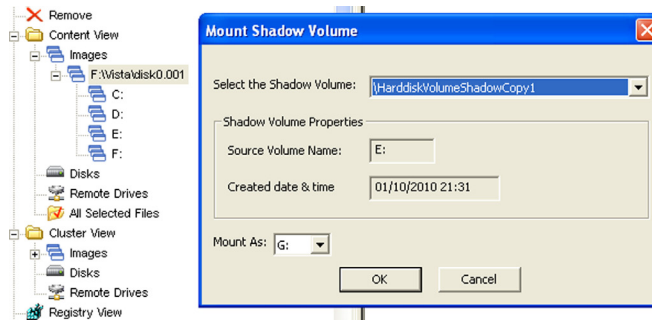 Remove
Content View
Images
F:\Vista\disk0.001
C:
D:
E:
F:
Disks
Remote Drives
All Selected Files
Cluster View
Images
Disks
Remote Drives
Registry View
Mount Shadow Volume
Select the Shadow Volume: \HarddiskVolumeShadowCopy1
Shadow Volume Properties
Source Volume Name: E:
Created date & time 01/10/2010 21:31
Mount As: G:
OK Cancel